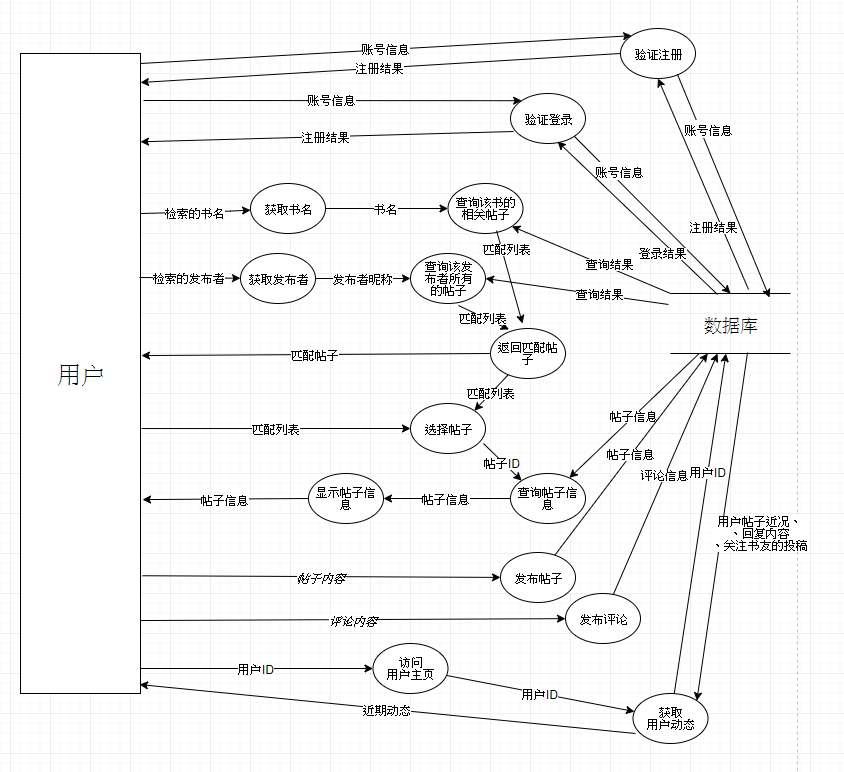 账号信息
验证注册
注册结果
账号信息
验证登录
账号信息
注册结果
账号信息
检索的书名
获取书名
书名
查询该书的
相关帖子
注册结果
匹配列表
登录结果
查询结果
检索的发布者
获取发布者
发布者昵称
查询该发
布者所有
的帖子
查询结果
匹配列表
数据库
返回匹配帖
子
匹配帖子
用户
匹配列表
帖子信息
匹配列表
选择帖子
帖子信息
帖子ID
评论信息
用户ID
帖子信息
显示帖子信
息
帖子信息
查询帖子信
息
用户帖子近况、
、回复内容
、关注书友的投稿
帖子内容
发布帖子
评论内容
发布评论
用户ID
访问
用户主页
用户ID
近期动态
获取
用户动态